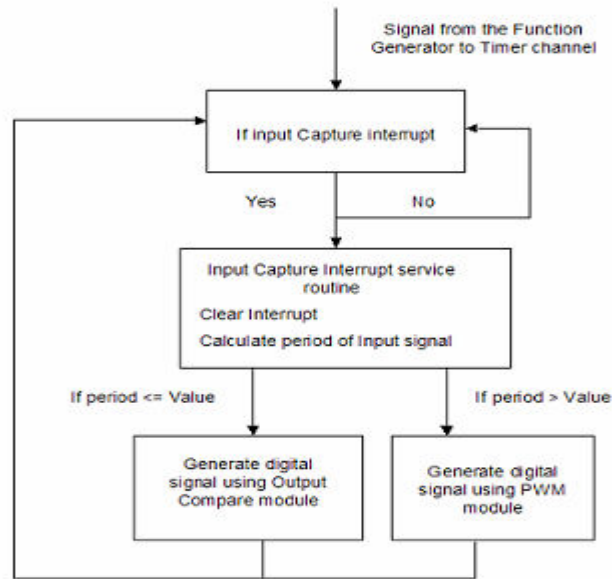 Signal from the Function
Generator to Timer channel
If input Capture interrupt
Yes
No
Input Capture Interrupt service
routine
Clear Interrupt
Calculate period of Input signal
If period <= Value
If period > Value
Generate digital
signal using Output
Compare module
Generate digital
signal using PWM
module